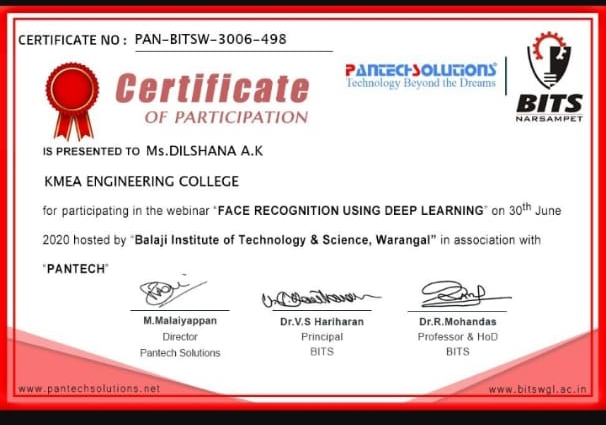 CERTIFICATE NO : PAN-BITSW-3006-498
PANTECH SOLUTIONS
Technology Beyond the Dreams
BITS
NARSAMPET
Certificate
OF PARTICIPATION
IS PRESENTED TO Ms.DILSHANA A.K
KMEA ENGINEERING COLLEGE
for participating in the webinar “FACE RECOGNITION USING DEEP LEARNING” on 30th June
2020 hosted by “Balaji Institute of Technology & Science, Warangal” in association with
“PANTECH”
M.Malaiyappan
Director
Pantech Solutions
Dr.V.S Hariharan
Principal
BITS
Dr.R.Mohandas
Professor & HoD
BITS
www.pantechsolutions.net
www.bitswgl.ac.in